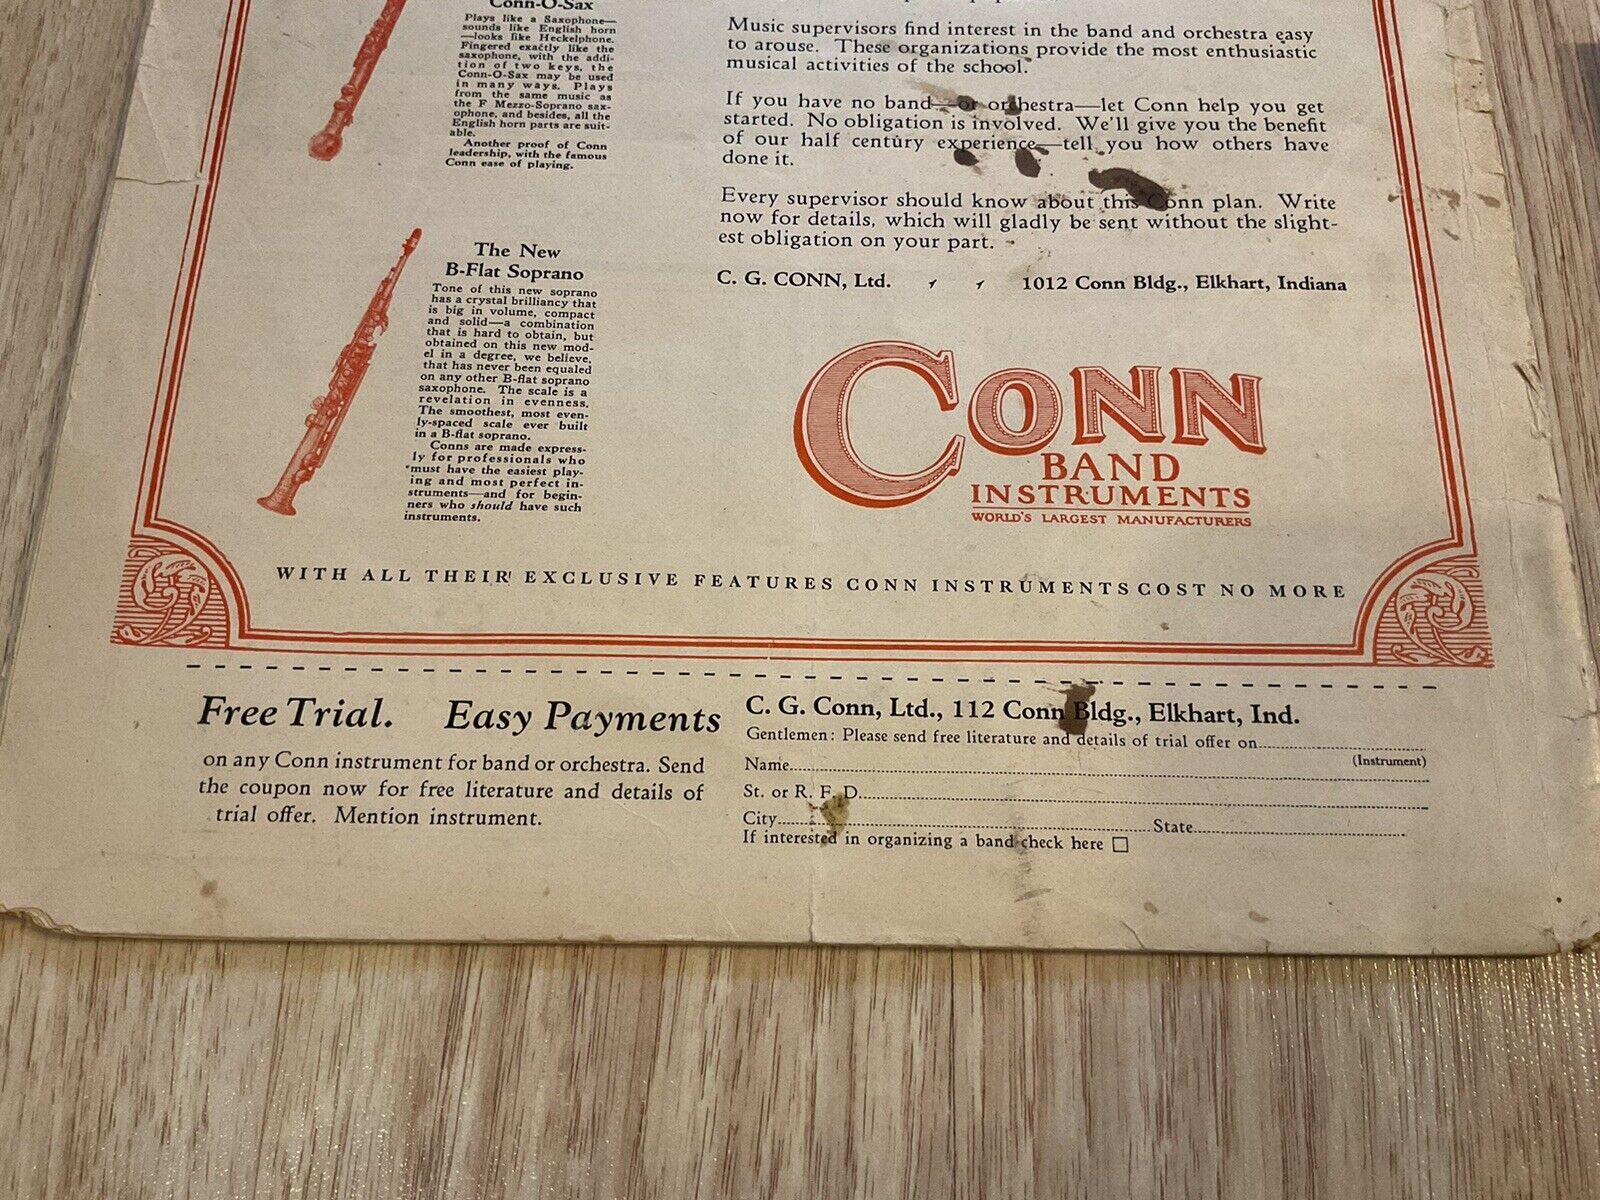 Conn-O-Sax
Plays like a Saxophone—
sounds like English horn
—looks like Heckelphone.
Fingered exactly like the
saxophone, with the addi-
tion of two keys, the
Conn-O-Sax may be used
in many ways. Plays
from the same music as
the F Mezzo-Soprano sax-
ophone, and besides, all the
English horn parts are suit-
able.
Another proof of Conn
leadership, with the famous
Conn ease of playing.
The New
B-Flat Soprano
Tone of this new soprano
has a crystal brilliancy that
is big in volume, compact
and solid—a combination
that is hard to obtain, but
obtained on this new mod-
el in a degree, we believe,
that has never been equaled
on any other B-flat soprano
saxophone. The scale is a
revelation in evenness.
The smoothest, most even-
ly-spaced scale ever built
in a B-flat soprano.
Conns are made express-
ly for professionals who
must have the easiest play-
ing and most perfect in-
struments—and for begin-
ners who should have such
instruments.
Music supervisors find interest in the band and orchestra easy
to arouse. These organizations provide the most enthusiastic
musical activities of the school.
If you have no band—or orchestra—let Conn help you get
started. No obligation is involved. We'll give you the benefit
of our half century experience—tell you how others have
done it.
Every supervisor should know about this Conn plan. Write
now for details, which will gladly be sent without the slight-
est obligation on your part.
C. G. CONN, Ltd. 1012 Conn Bldg., Elkhart, Indiana
CONN
BAND
INSTRUMENTS
WORLD'S LARGEST MANUFACTURERS
WITH ALL THEIR EXCLUSIVE FEATURES CONN INSTRUMENTS COST NO MORE
Free Trial. Easy Payments
on any Conn instrument for band or orchestra. Send
the coupon now for free literature and details of
trial offer. Mention instrument.
C. G. Conn, Ltd., 112 Conn Bldg., Elkhart, Ind.
Gentlemen: Please send free literature and details of trial offer on
(Instrument)
Name
St. or R. F. D.
City State
If interested in organizing a band check here